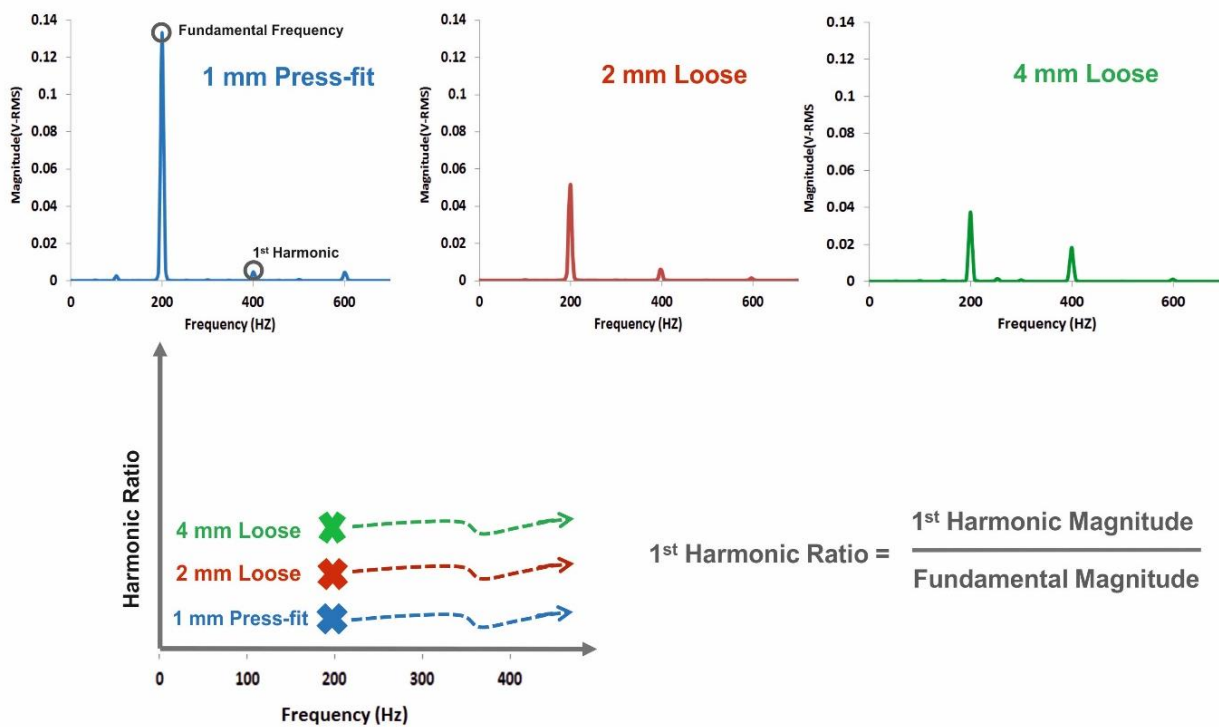 0.14
0.12
0.1
0.08
0.06
0.04
0.02
0
0 200 400 600
Magnitude(V-RMS)
Frequency (HZ)
Fundamental Frequency
1 mm Press-fit
1st Harmonic
0.14
0.12
0.1
0.08
0.06
0.04
0.02
0
0 200 400 600
Magnitude(V-RMS)
Frequency (HZ)
2 mm Loose
0.14
0.12
0.1
0.08
0.06
0.04
0.02
0
0 200 400 600
Magnitude(V-RMS
Frequency (HZ)
4 mm Loose
Harmonic Ratio
4 mm Loose
2 mm Loose
1 mm Press-fit
0 100 200 300 400
Frequency (Hz)
1st Harmonic Ratio =
1st Harmonic Magnitude
Fundamental Magnitude